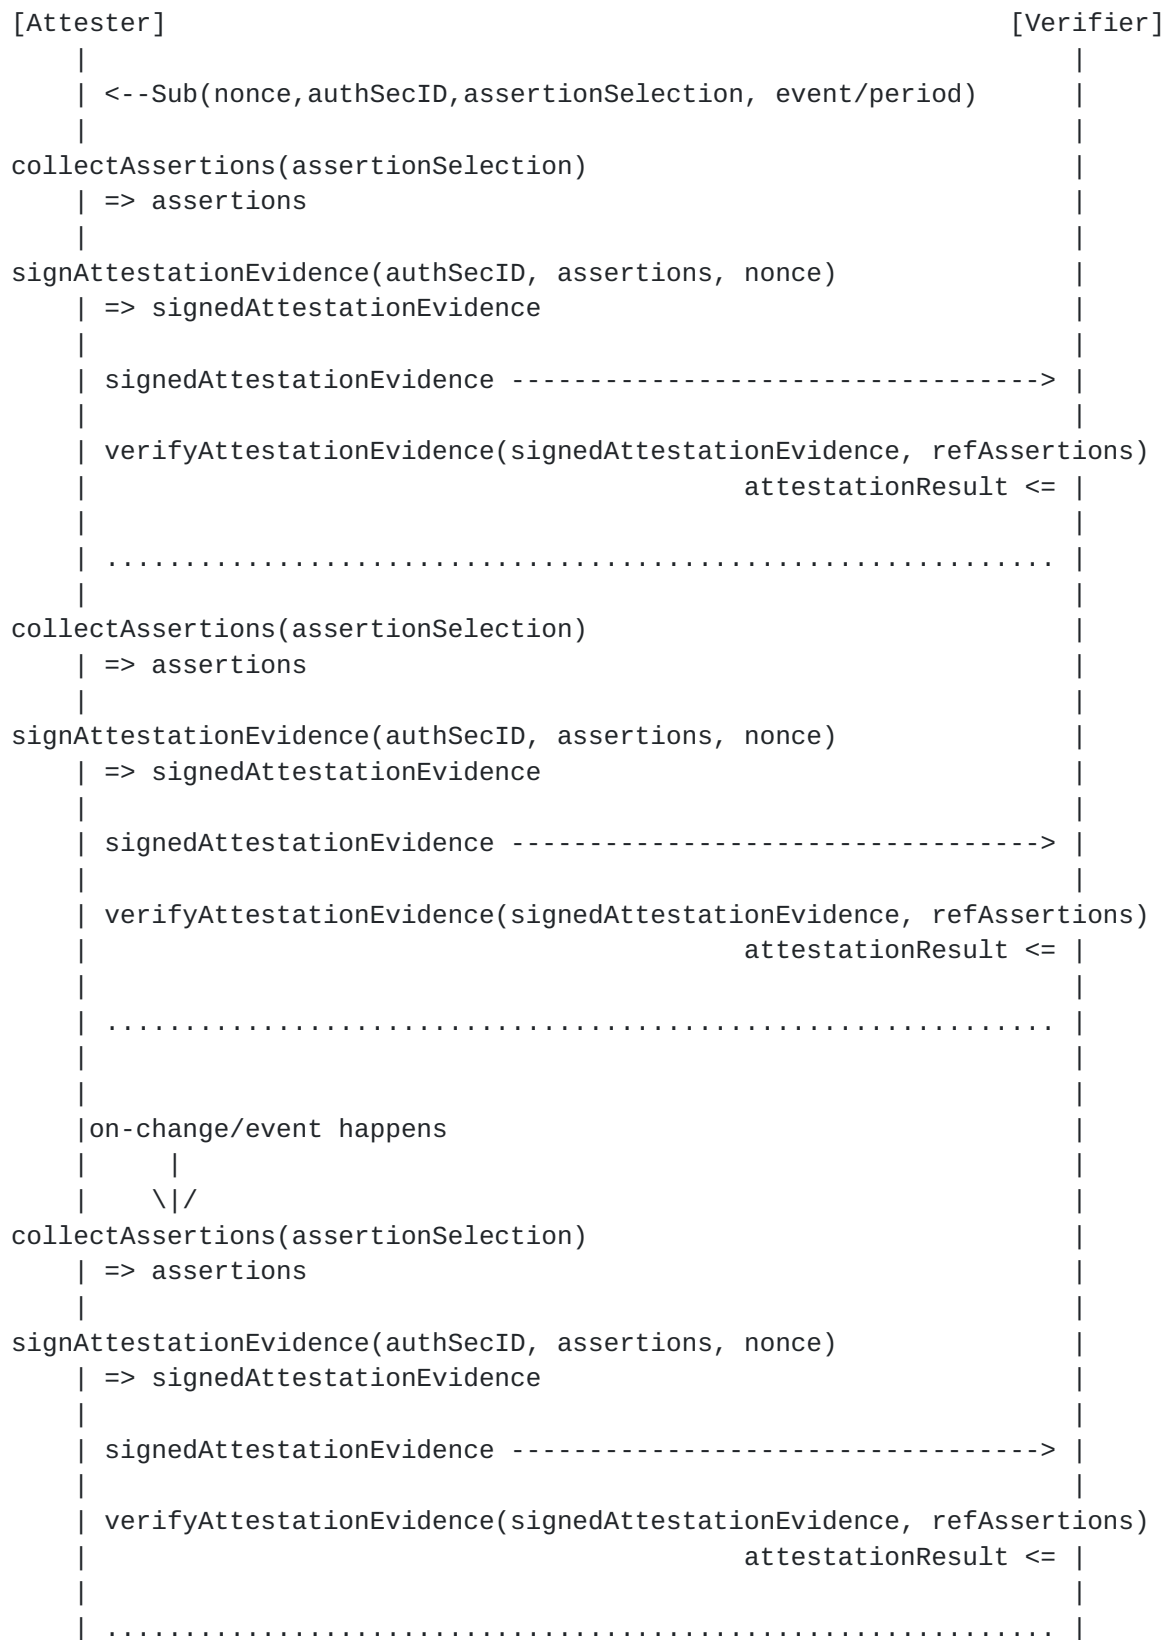 [Attester]                                                      [Verifier]
    |                                                                |
    | <--Sub(nonce,authSecID,assertionSelection, event/period)       |
    |                                                                |
collectAssertions(assertionSelection)                                |
    | => assertions                                                  |
    |                                                                |
signAttestationEvidence(authSecID, assertions, nonce)                |
    | => signedAttestationEvidence                                   |
    |                                                                |
    | signedAttestationEvidence ----------------------------------> |
    |                                                                |
    | verifyAttestationEvidence(signedAttestationEvidence, refAssertions)
    |                                          attestationResult <= |
    |                                                                |
    | ............................................................. |
    |                                                                |
collectAssertions(assertionSelection)                                |
    | => assertions                                                  |
    |                                                                |
signAttestationEvidence(authSecID, assertions, nonce)                |
    | => signedAttestationEvidence                                   |
    |                                                                |
    | signedAttestationEvidence ----------------------------------> |
    |                                                                |
    | verifyAttestationEvidence(signedAttestationEvidence, refAssertions)
    |                                          attestationResult <= |
    |                                                                |
    | ............................................................. |
    |                                                                |
    |                                                                |
    |on-change/event happens                                         |
    |     |                                                          |
    |    \|/                                                         |
collectAssertions(assertionSelection)                                |
    | => assertions                                                  |
    |                                                                |
signAttestationEvidence(authSecID, assertions, nonce)                |
    | => signedAttestationEvidence                                   |
    |                                                                |
    | signedAttestationEvidence ----------------------------------> |
    |                                                                |
    | verifyAttestationEvidence(signedAttestationEvidence, refAssertions)
    |                                          attestationResult <= |
    |                                                                |
    | ............................................................. |